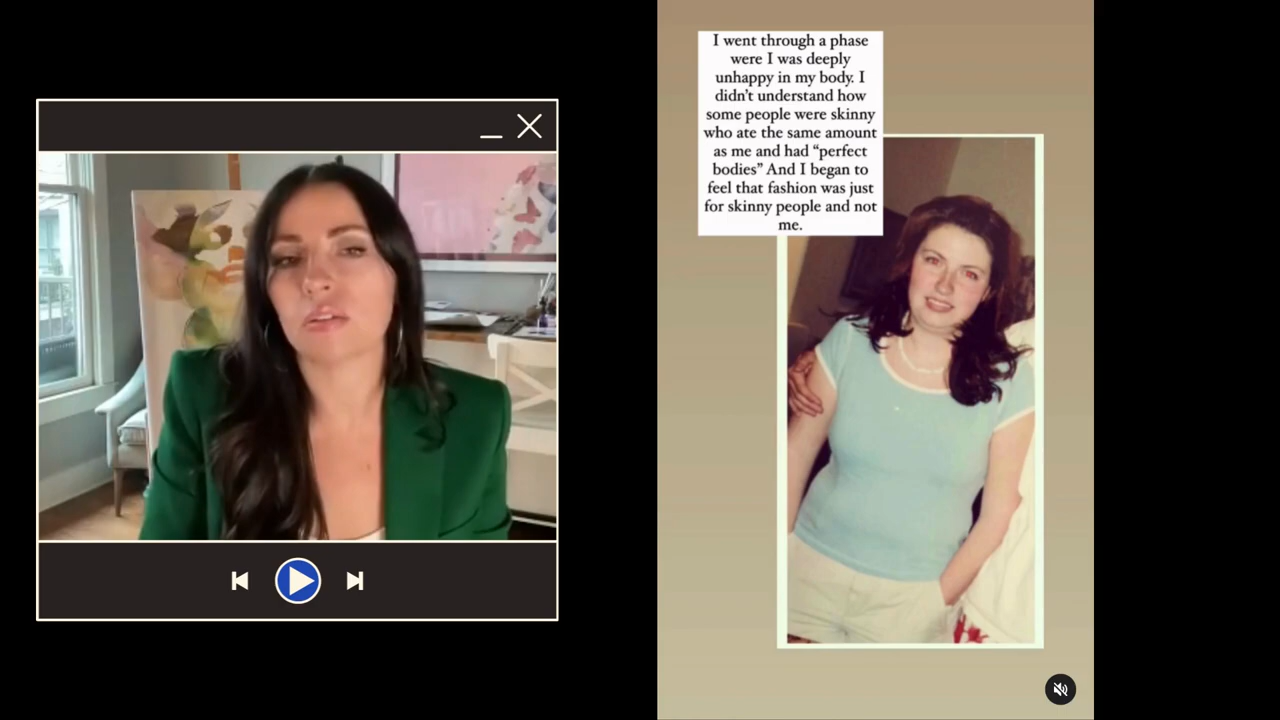 I went through a phase
were I was deeply
unhappy in my body. I
didn't understand how
some people were skinny
who ate the same amount
as me and had “perfect
bodies” And I began to
feel that fashion was just
for skinny people and not
me.